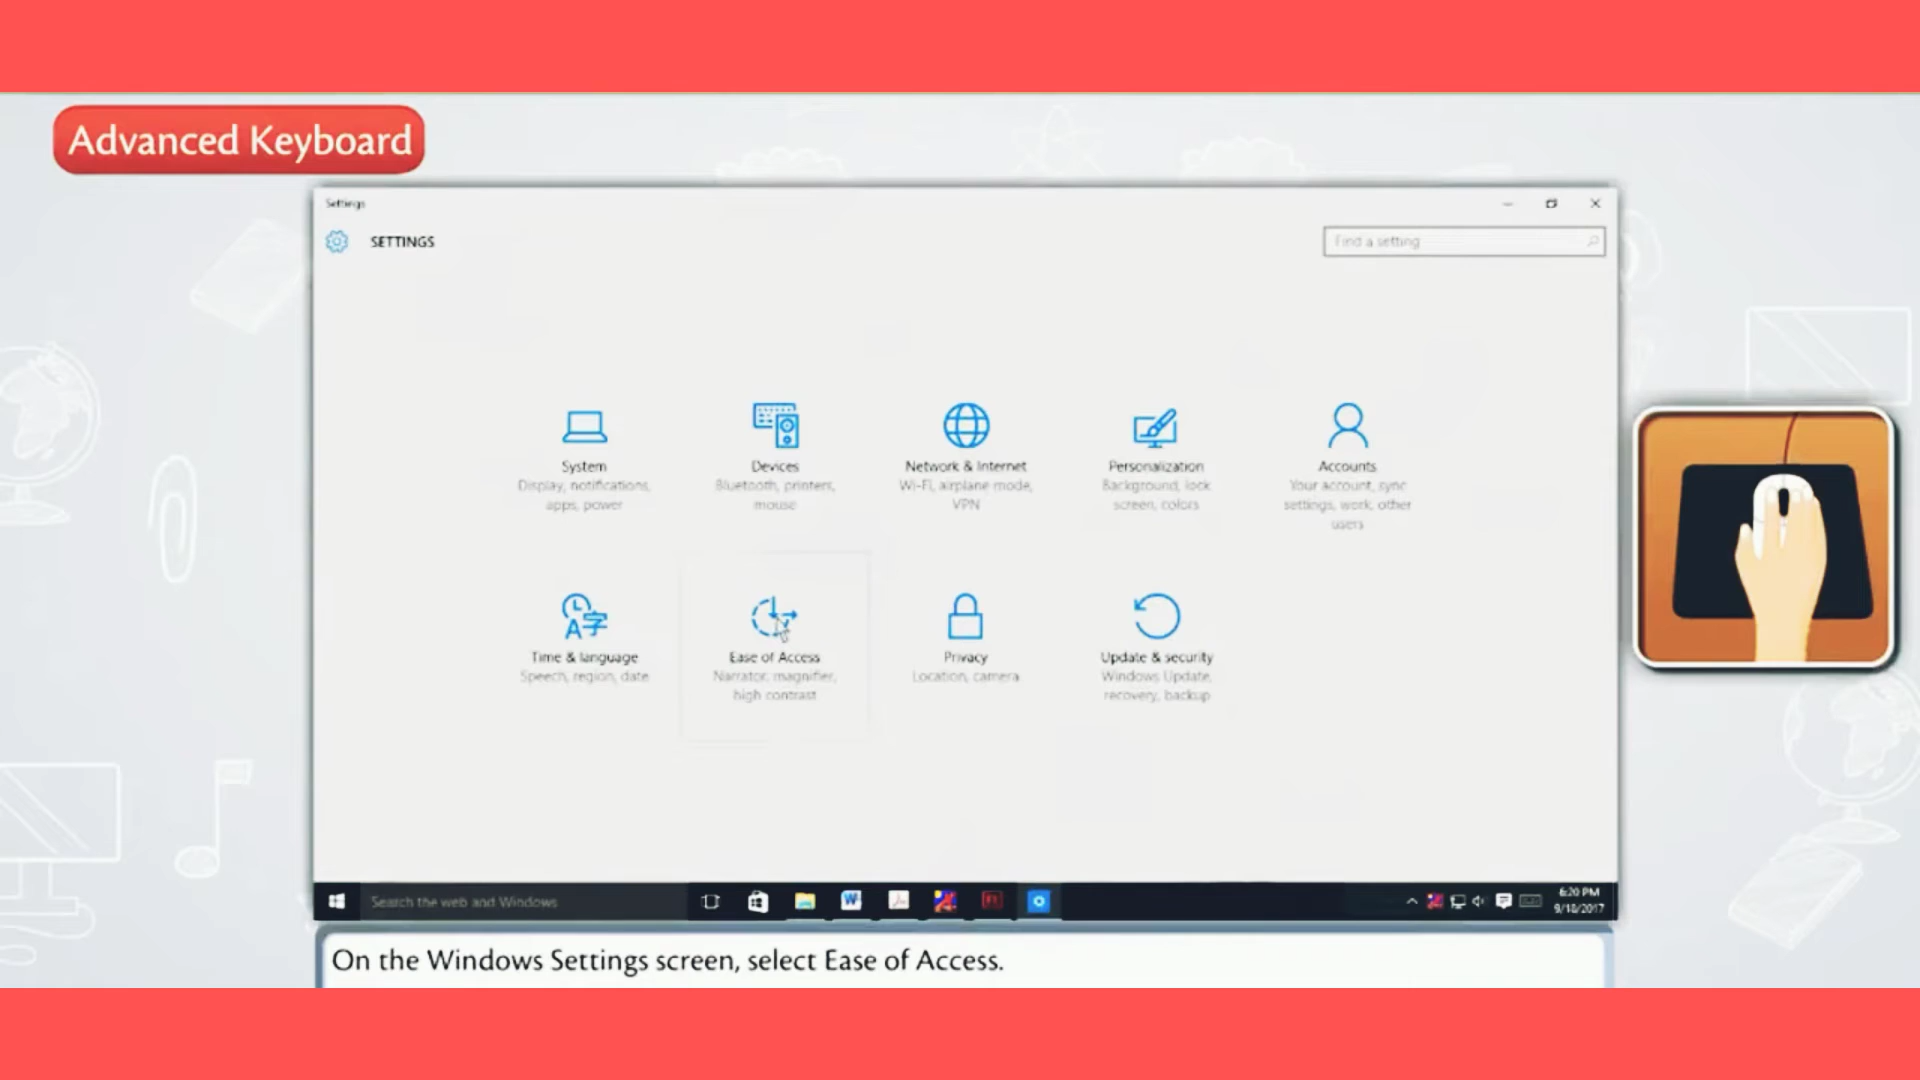 Advanced Keyboard
Settings
SETTINGS
Find a setting
System
Display, notifications,
apps, power
Devices
Bluetooth, printers,
mouse
Network & Internet
Wi-Fi, airplane mode,
VPN
Personalization
Background, lock
screen, colors
Accounts
Your account, sync
settings, work, other
users
Time & language
Speech, region, date
Ease of Access
Narrator, magnifier,
high contrast
Privacy
Location, camera
Update & security
Windows Update,
recovery, backup
Search the web and Windows
6:20 PM
9/18/2017
On the Windows Settings screen, select Ease of Access.